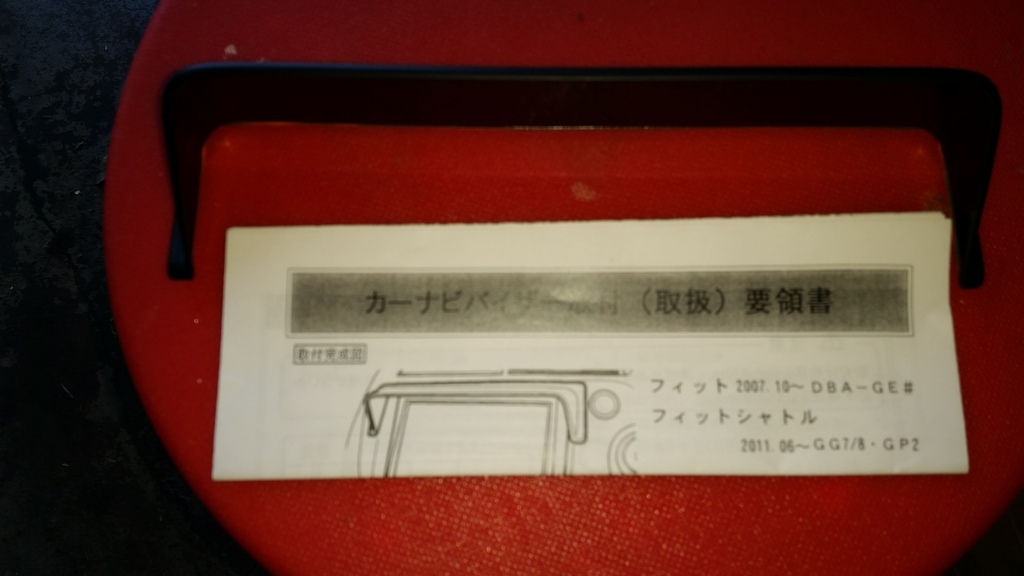 カーナビバイザー取付（取扱）要領書
取付完成図
フィット 2007.10～DBA-GE#
フィットシャトル
2011.06～GG7/8・GP2